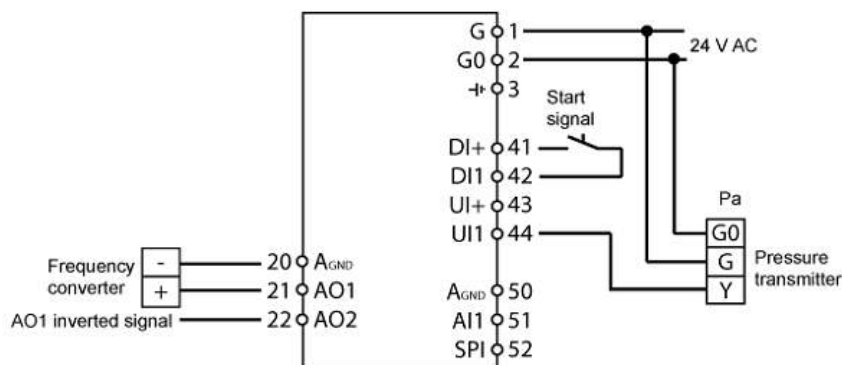 G 1
24 V AC
G0 2
3
Start
signal
DI+ 41
DI1 42
UI+ 43
Pa
UI1 44
G0
Frequency
converter
-
20 AGND
G
Pressure
transmitter
+
21 AO1
AGND 50
Y
AO1 inverted signal
22 AO2
AI1 51
SPI 52